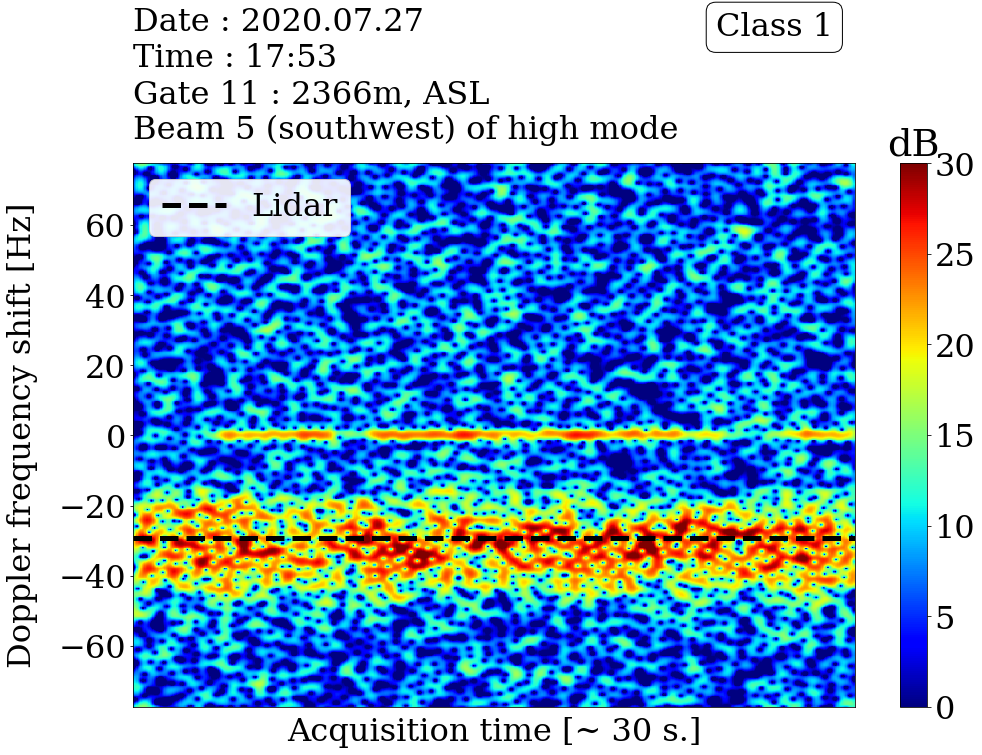 Date : 2020.07.27
Time : 17:53
Gate 11 : 2366m, ASL
Beam 5 (southwest) of high mode
Class 1
dB
Lidar
Doppler frequency shift [Hz]
60
40
20
0
−20
−40
−60
30
25
20
15
10
5
0
Acquisition time [~ 30 s.]